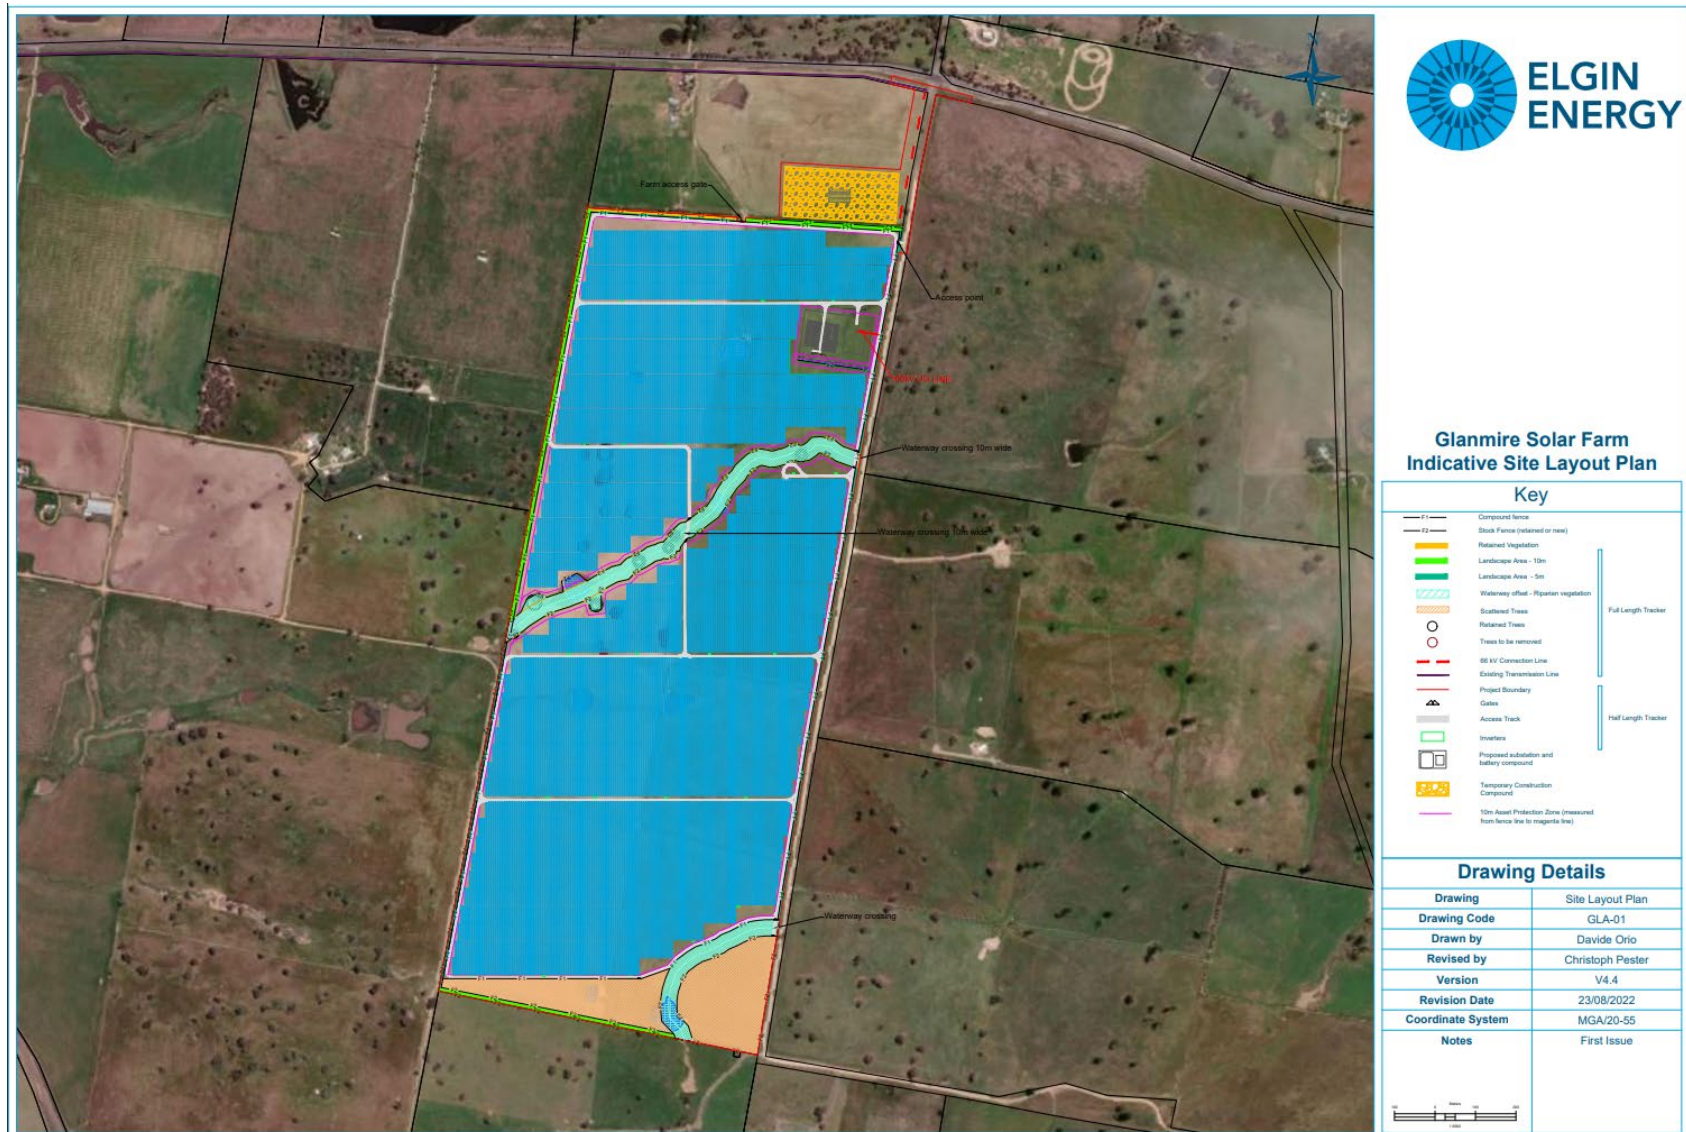 ELGIN
ENERGY
Farm access gate
Access point
Waterway crossing 10m wide
Waterway crossing 10m wide
Waterway crossing
Glanmire Solar Farm
Indicative Site Layout Plan
Key
F1 Compound fence
F2 Stock Fence (retained or new)
Retained Vegetation
Landscape Area - 10m
Landscape Area - 5m
Waterway offset - Riparian vegetation
Scattered Trees
Full Length Tracker
Retained Trees
Trees to be removed
66 kV Connection Line
Existing Transmission Line
Project Boundary
Gates
Access Track
Half Length Tracker
Inverters
Proposed substation and
battery compound
Temporary Construction
Compound
10m Asset Protection Zone (measured
from fence line to magenta line)
Drawing Details
Drawing Site Layout Plan
Drawing Code GLA-01
Drawn by Davide Orio
Revised by Christoph Pester
Version V4.4
Revision Date 23/08/2022
Coordinate System MGA/20-55
Notes First Issue